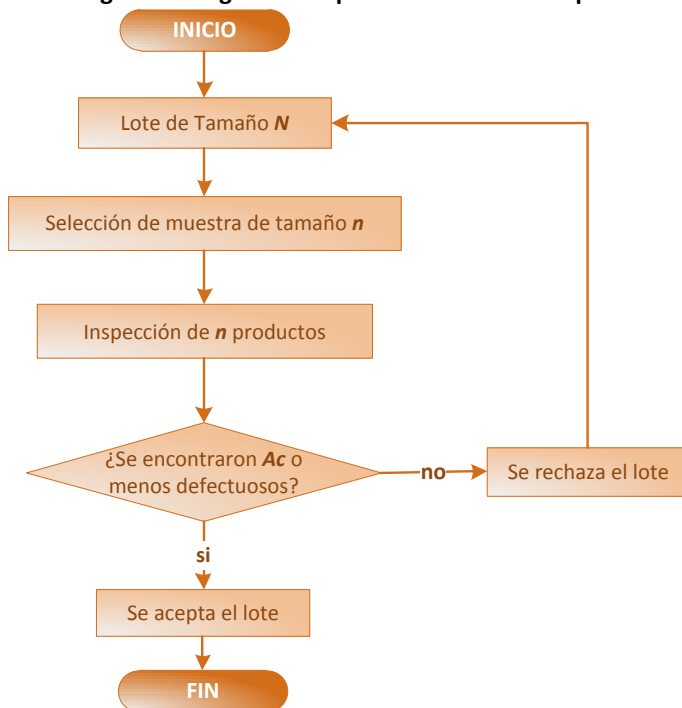 INICIO
Lote de Tamaño N
Selección de muestra de tamaño n
Inspección de n productos
¿Se encontraron Ac o
menos defectuosos?
no
Se rechaza el lote
si
Se acepta el lote
FIN